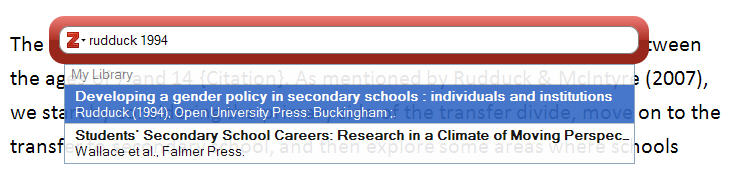 The
Z rudduck 1994
tween
My Library
the age and 14 {Citation}. As mentioned by Rudduck & McIntyre (2007),
Developing a gender policy in secondary schools : individuals and institutions
Rudduck (1994), Open University Press: Buckingham ;.
we sta of the transfer divide, move on to the
Students' Secondary School Careers: Research in a Climate of Moving Perspec...
Wallace et al., Falmer Press.
transfe school, and then explore some areas where schools